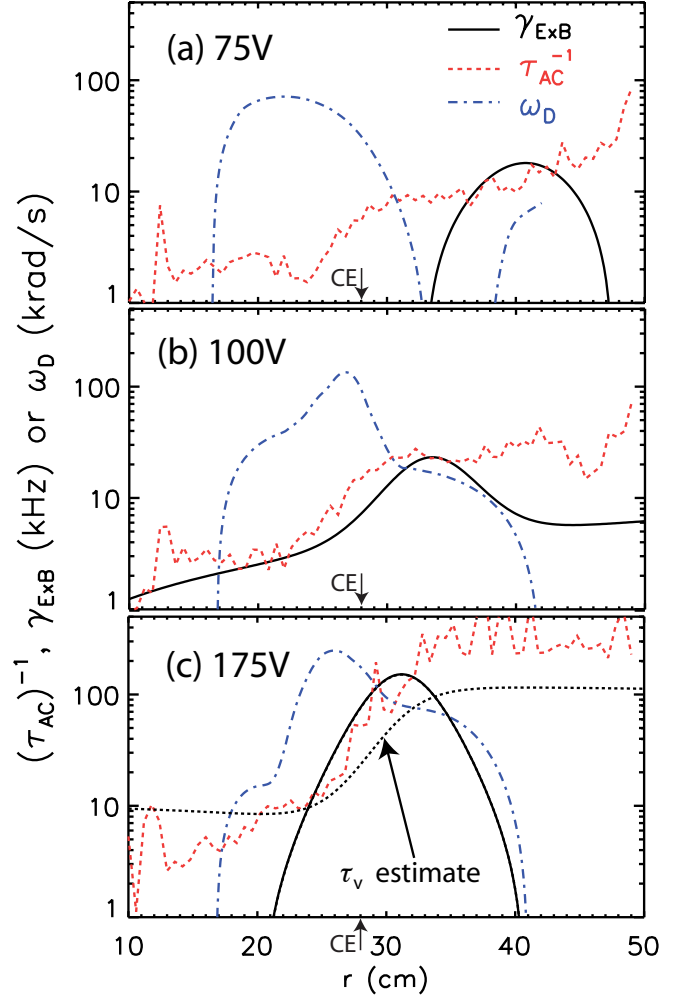 (a) 75V
γExB
τAC⁻¹
ωD
100
10
1
CE
(b) 100V
100
10
1
CE
(c) 175V
100
10
1
τv estimate
CE
10 20 30 40 50
r (cm)
(τAC)⁻¹, γExB (kHz) or ωD (krad/s)